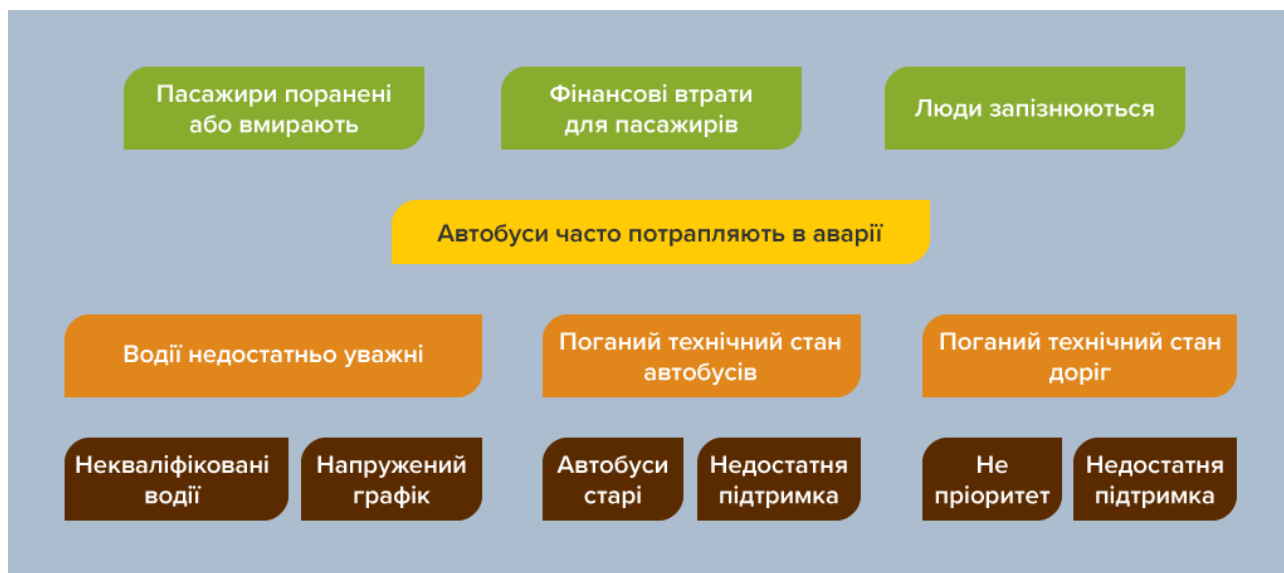 Пасажири поранені
або вмирають
Фінансові втрати
для пасажирів
Люди запізнюються
Автобуси часто потрапляють в аварії
Водії недостатньо уважні
Поганий технічний стан
автобусів
Поганий технічний стан
доріг
Некваліфіковані
водії
Напружений
графік
Автобуси
старі
Недостатня
підтримка
Не
пріоритет
Недостатня
підтримка